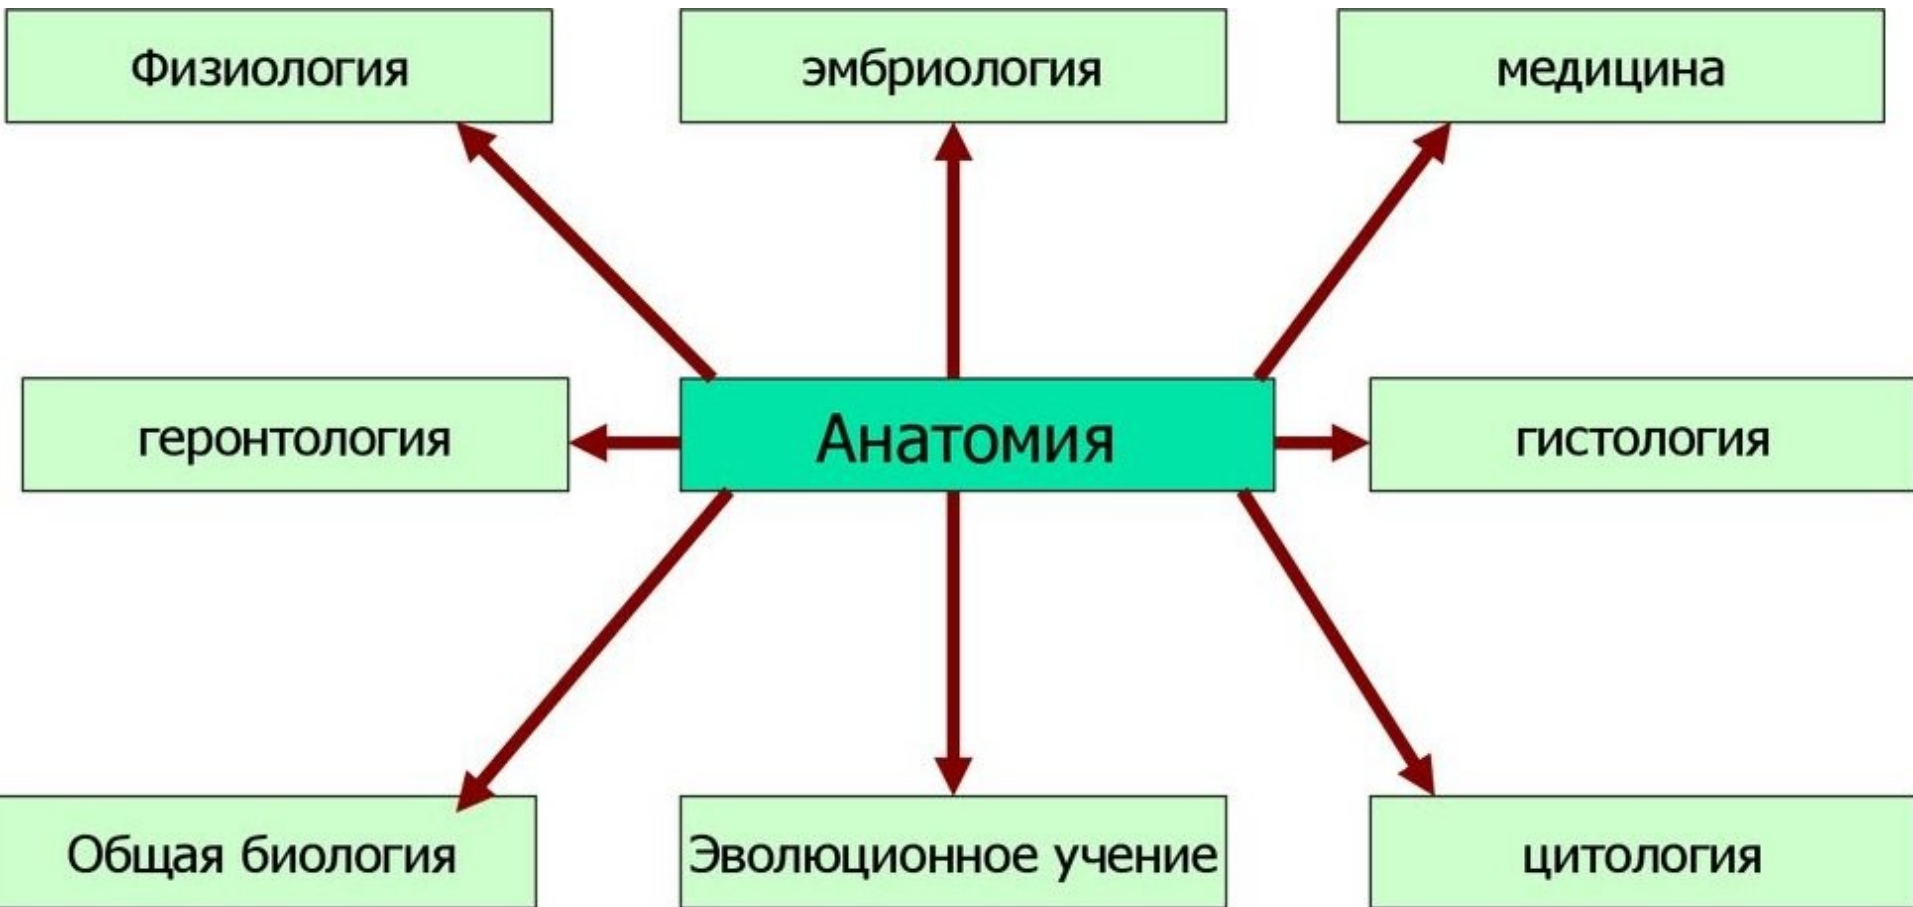 Физиология
эмбриология
медицина
геронтология
Анатомия
гистология
Общая биология
Эволюционное учение
цитология